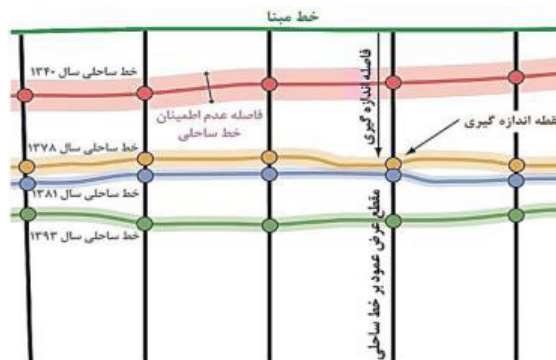 خط مبنا
خط ساحلی سال ۱۳۴۰
فاصله عدم اطمینان
خط ساحلی
فاصله اندازه گیری
نقطه اندازه گیری
خط ساحلی سال ۱۳۷۸
خط ساحلی سال ۱۳۸۱
خط ساحلی سال ۱۳۹۳
مقطع عرض عمود بر خط ساحلی